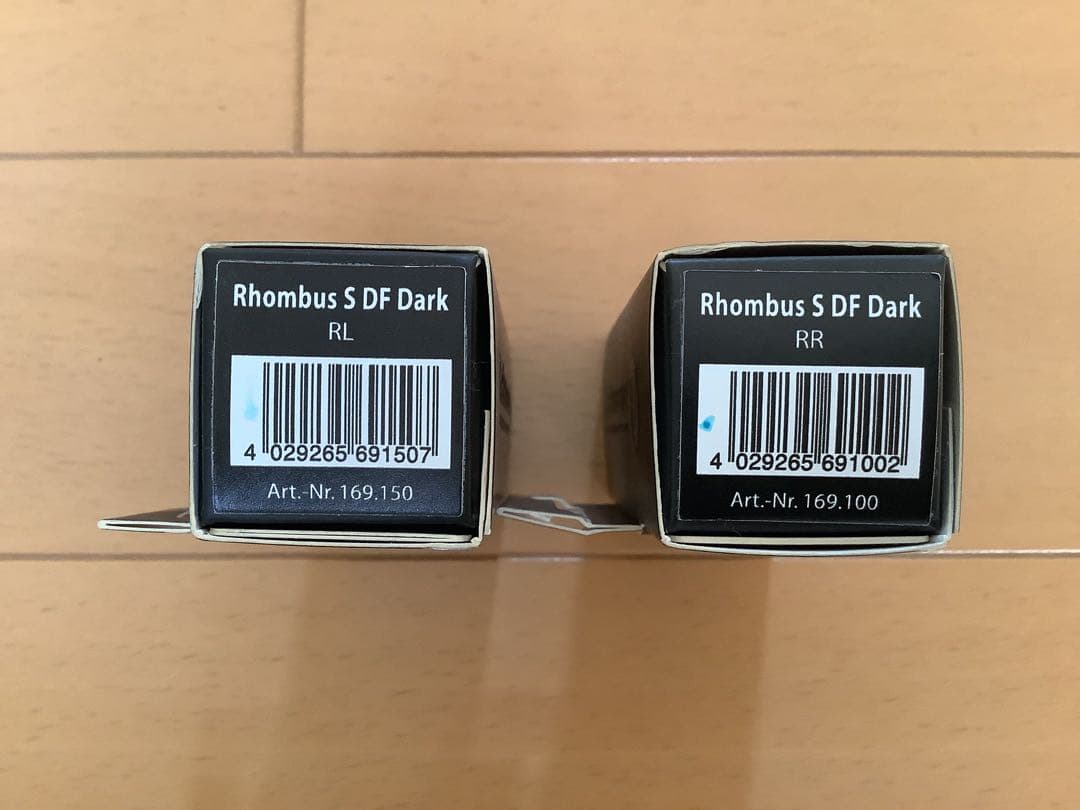 Rhombus S DF Dark
RL
4 029265 691507
Art.-Nr. 169.150
Rhombus S DF Dark
RR
4 029265 691002
Art.-Nr. 169.100